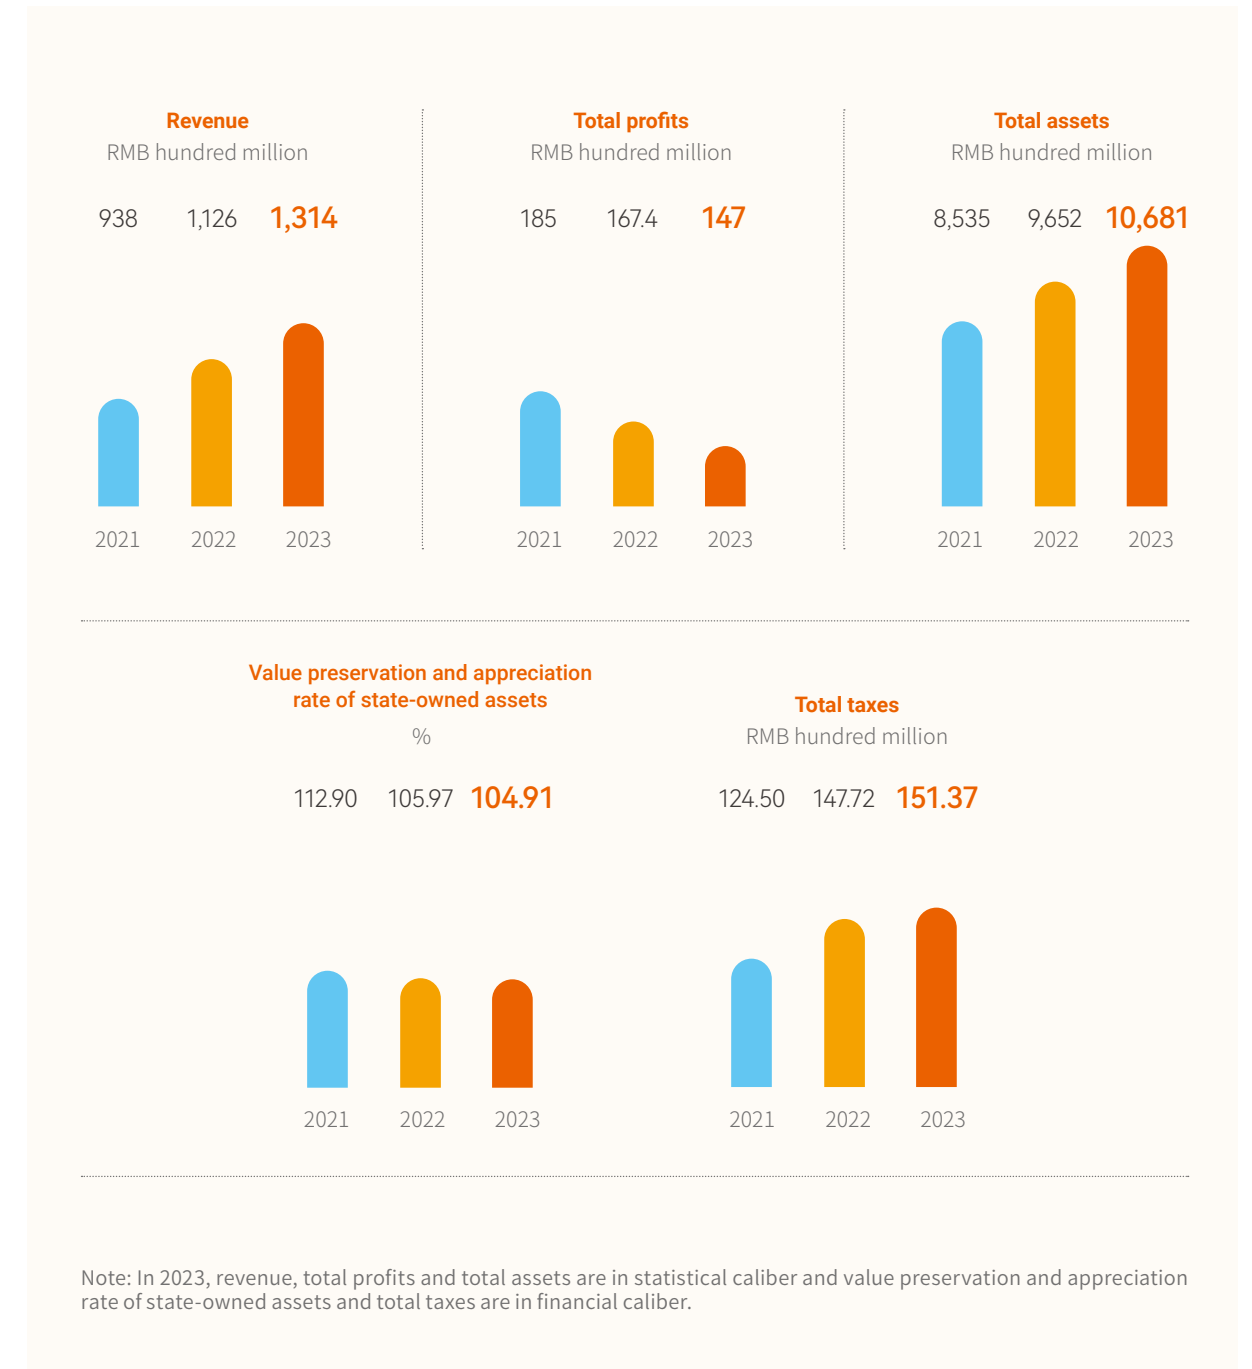 Revenue
RMB hundred million
938 1,126 1,314
2021 2022 2023
Total profits
RMB hundred million
185 167.4 147
2021 2022 2023
Total assets
RMB hundred million
8,535 9,652 10,681
2021 2022 2023
Value preservation and appreciation
rate of state-owned assets
%
112.90 105.97 104.91
2021 2022 2023
Total taxes
RMB hundred million
124.50 147.72 151.37
2021 2022 2023
Note: In 2023, revenue, total profits and total assets are in statistical caliber and value preservation and appreciation
rate of state-owned assets and total taxes are in financial caliber.